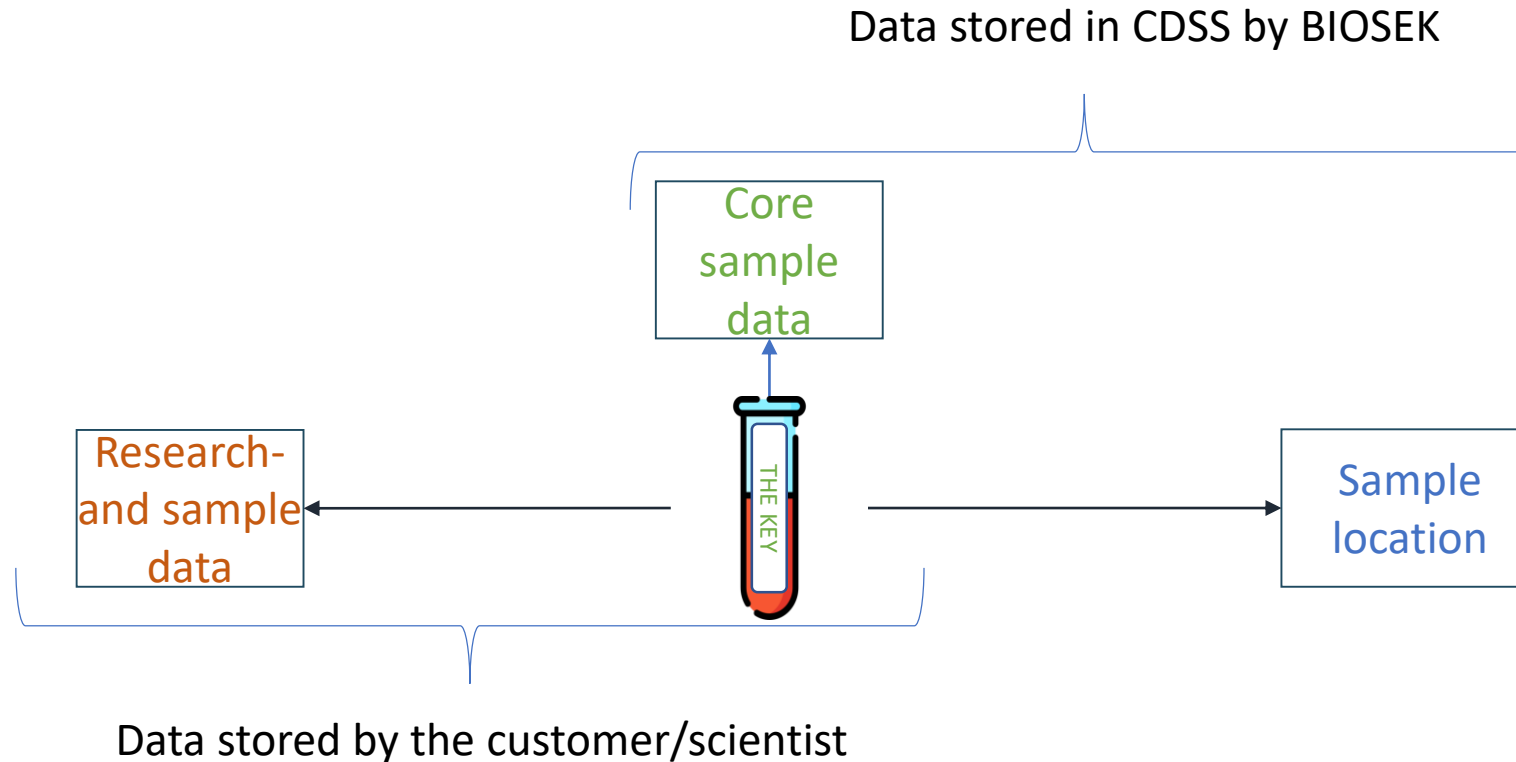 Data stored in CDSS by BIOSEK
Core
sample
data
Research-
and sample
data
THE KEY
Sample
location
Data stored by the customer/scientist